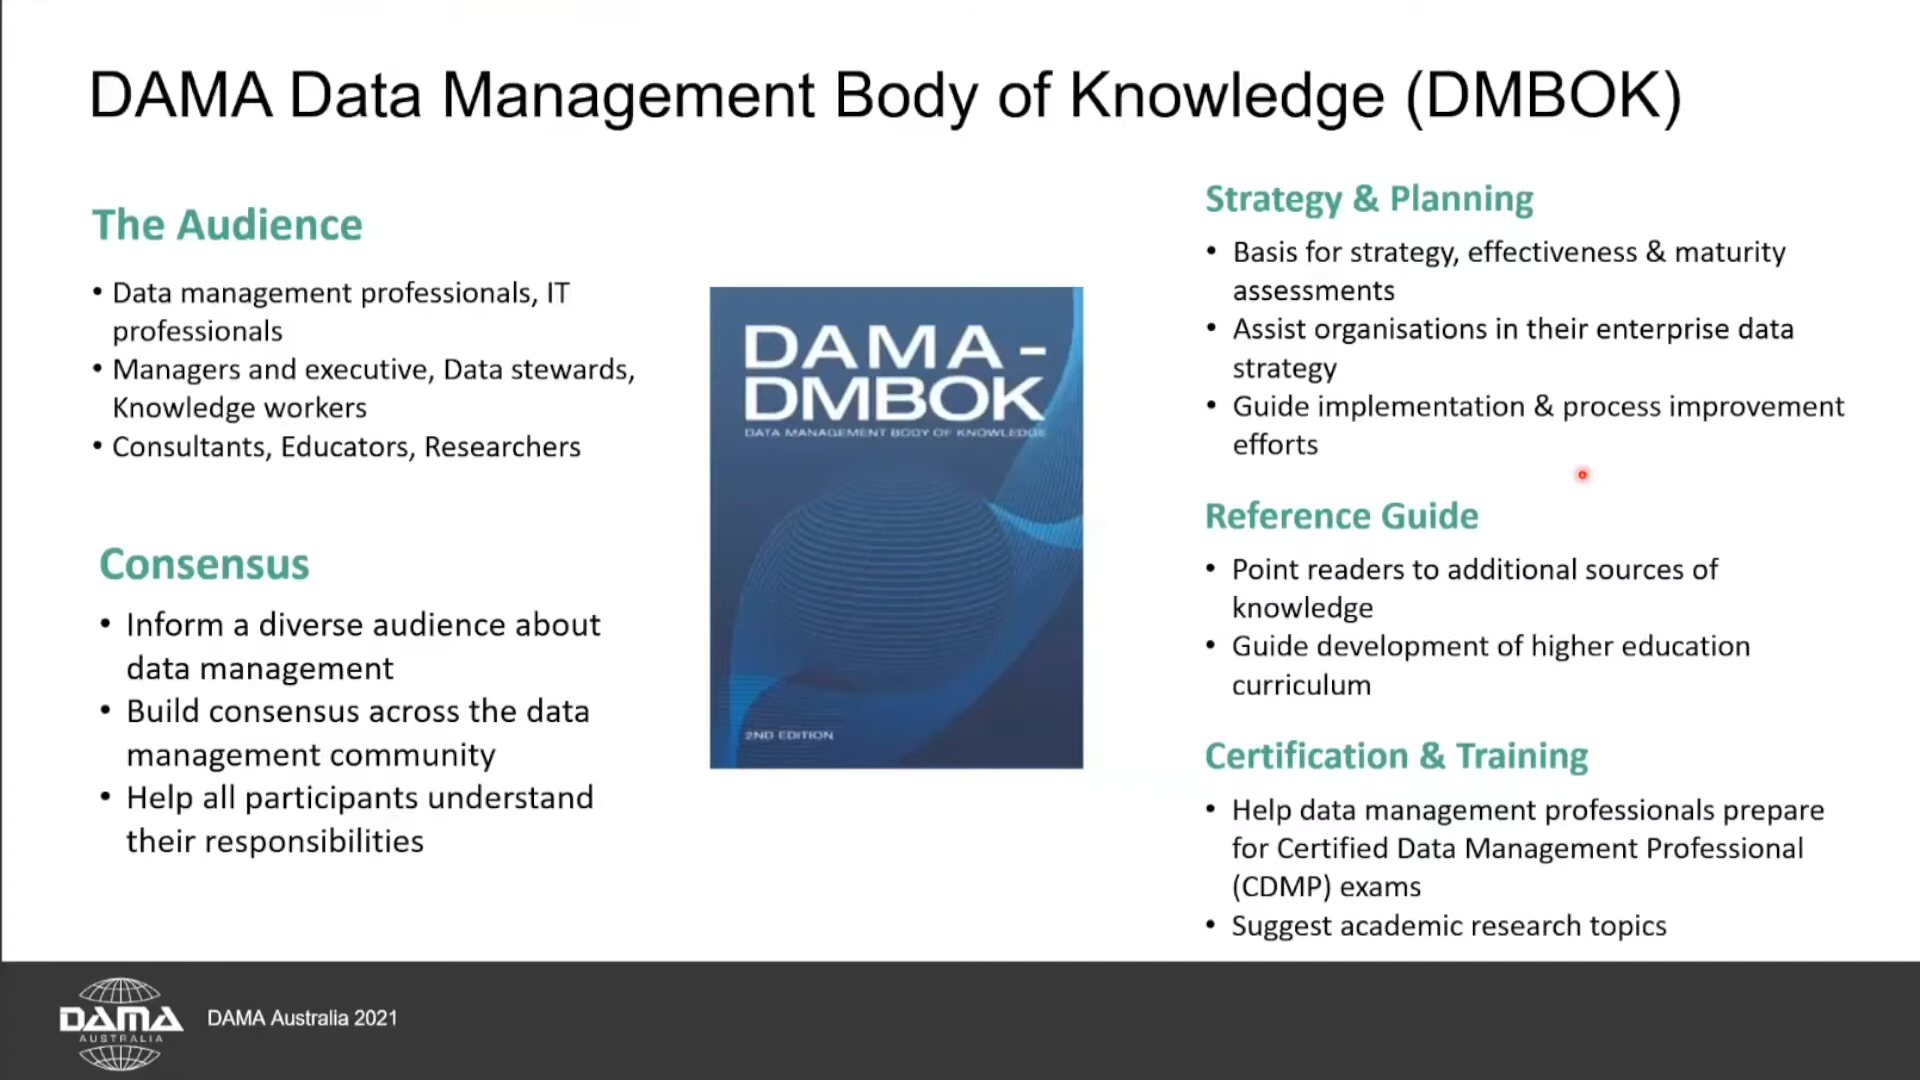 DAMA Data Management Body of Knowledge (DMBOK)
The Audience
• Data management professionals, IT
professionals
• Managers and executive, Data stewards,
Knowledge workers
• Consultants, Educators, Researchers
Consensus
• Inform a diverse audience about
data management
• Build consensus across the data
management community
• Help all participants understand
their responsibilities
DAMA -
DMBOK
DATA MANAGEMENT BODY OF KNOWLEDGE
2ND EDITION
Strategy & Planning
• Basis for strategy, effectiveness & maturity
assessments
• Assist organisations in their enterprise data
strategy
• Guide implementation & process improvement
efforts
Reference Guide
• Point readers to additional sources of
knowledge
• Guide development of higher education
curriculum
Certification & Training
• Help data management professionals prepare
for Certified Data Management Professional
(CDMP) exams
• Suggest academic research topics
DAMA
AUSTRALIA
DAMA Australia 2021